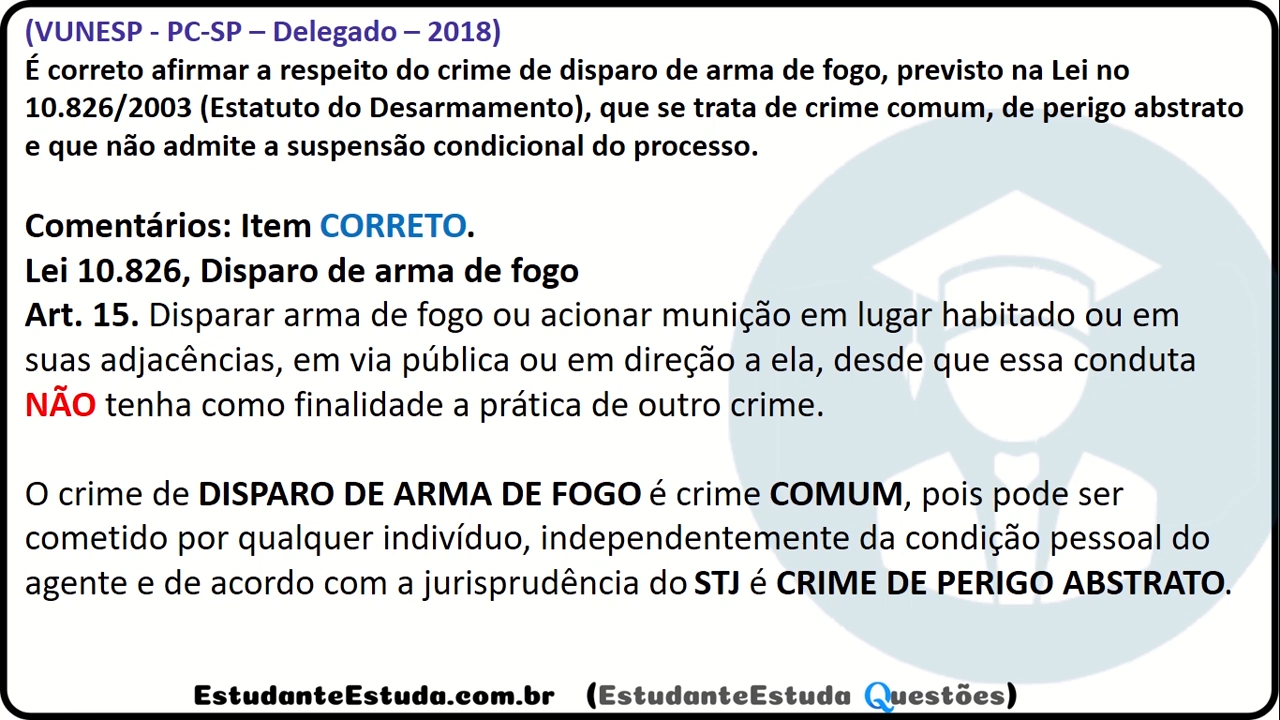 (VUNESP - PC-SP – Delegado – 2018)
É correto afirmar a respeito do crime de disparo de arma de fogo, previsto na Lei no
10.826/2003 (Estatuto do Desarmamento), que se trata de crime comum, de perigo abstrato
e que não admite a suspensão condicional do processo.
Comentários: Item CORRETO.
Lei 10.826, Disparo de arma de fogo
Art. 15. Disparar arma de fogo ou acionar munição em lugar habitado ou em
suas adjacências, em via pública ou em direção a ela, desde que essa conduta
NÃO tenha como finalidade a prática de outro crime.
O crime de DISPARO DE ARMA DE FOGO é crime COMUM, pois pode ser
cometido por qualquer indivíduo, independentemente da condição pessoal do
agente e de acordo com a jurisprudência do STJ é CRIME DE PERIGO ABSTRATO.
EstudanteEstuda.com.br (EstudanteEstuda Questões)